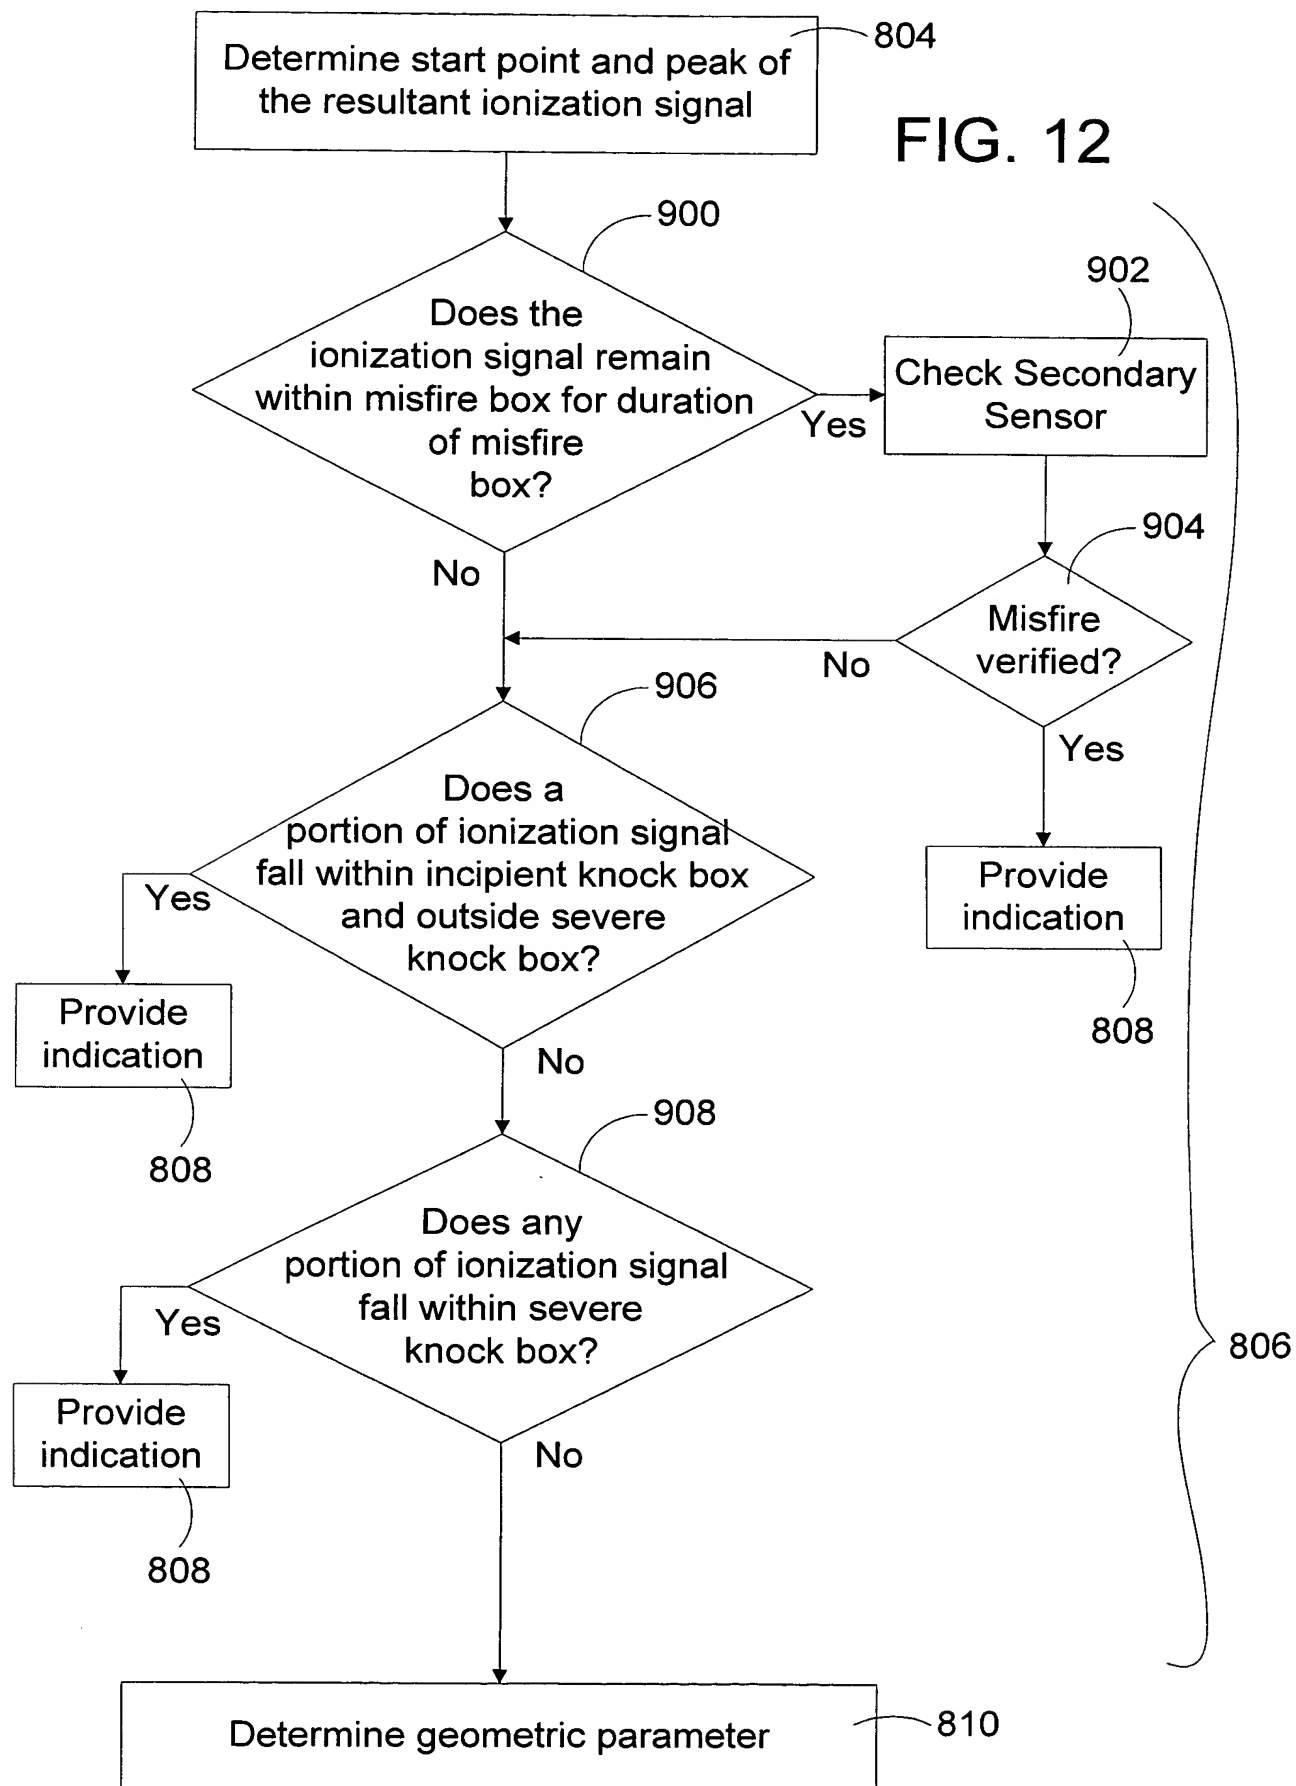 Determine start point and peak of
the resultant ionization signal
804
FIG. 12
900
Does the
ionization signal remain
within misfire box for duration
of misfire
box?
Yes
902
Check Secondary
Sensor
No
904
Misfire
verified?
No
Yes
906
Does a
portion of ionization signal
fall within incipient knock box
and outside severe
knock box?
Yes
Provide
indication
808
Provide
indication
808
No
908
Does any
portion of ionization signal
fall within severe
knock box?
Yes
806
Provide
indication
808
No
Determine geometric parameter
810